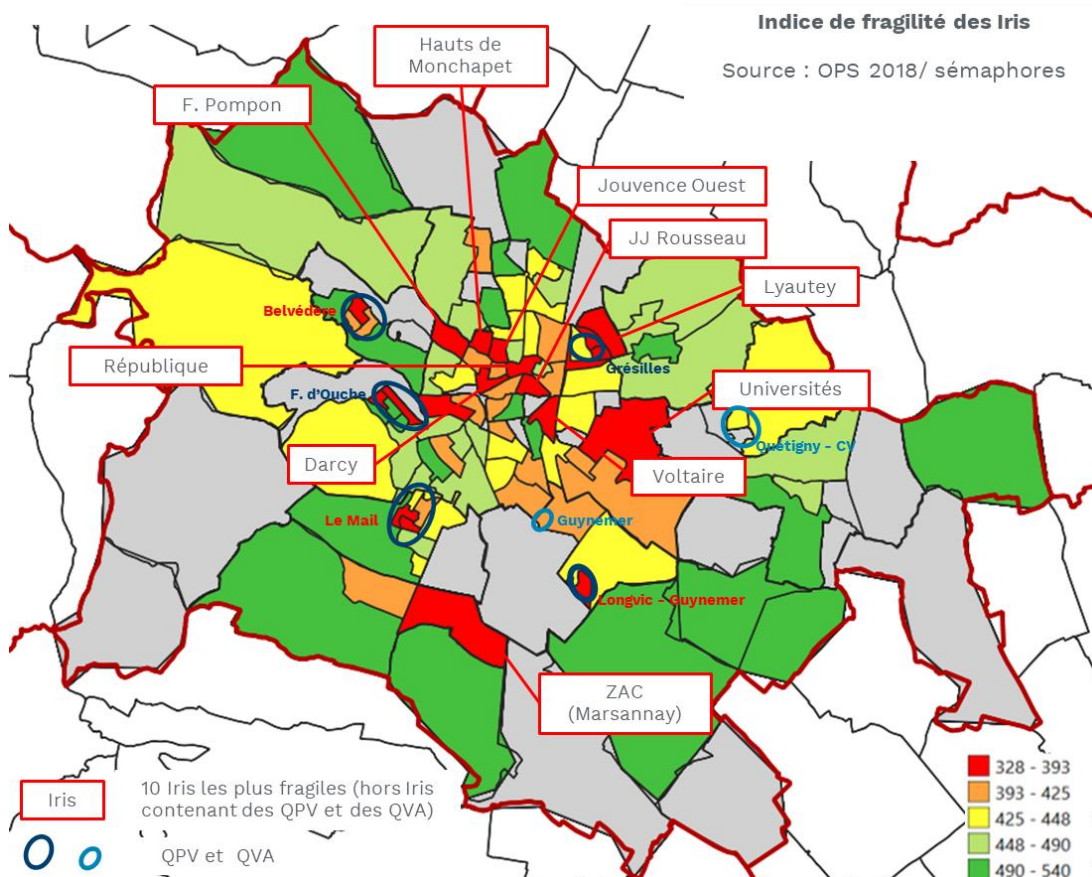 Indice de fragilité des Iris
Source : OPS 2018/ sémaphores
Hauts de
Monchapet
F. Pompon
Jouvence Ouest
JJ Rousseau
Lyautey
Belvédère
République
Grésilles
F. d'Ouche
Universités
Quetigny - CV
Darcy
Voltaire
Le Mail
Guynemer
Longvic - Guynemer
ZAC
(Marsannay)
Iris
10 Iris les plus fragiles (hors Iris
contenant des QPV et des QVA)
QPV et QVA
328 - 393
393 - 425
425 - 448
448 - 490
490 - 540